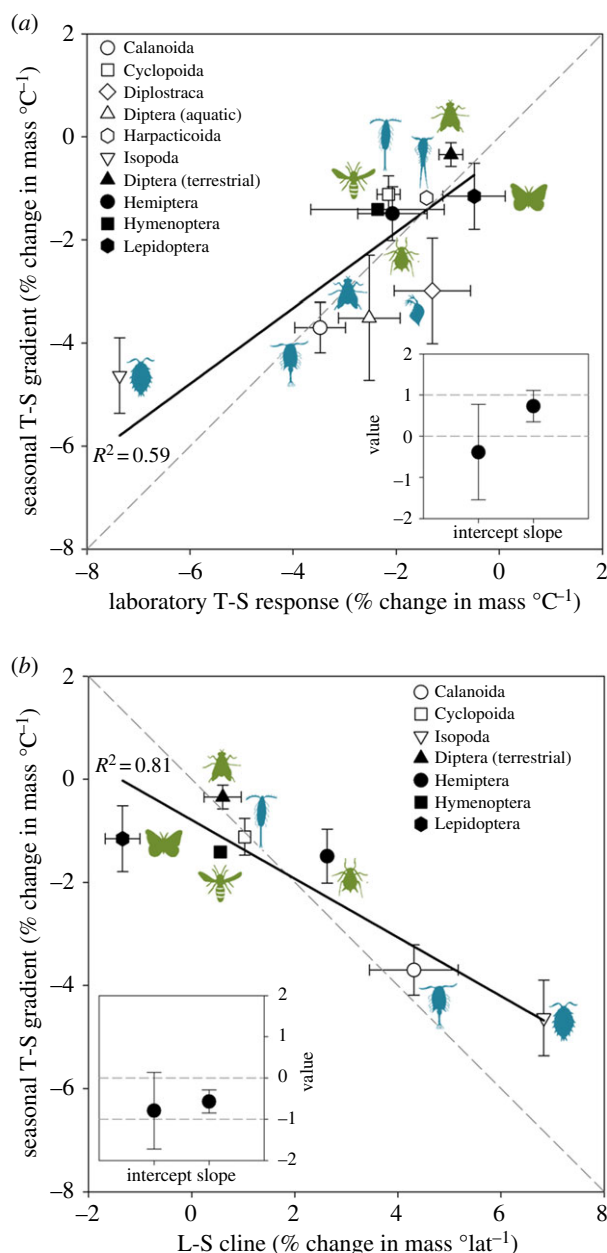 (a)
2
0
−2
−4
−6
−8
seasonal T-S gradient (% change in mass °C⁻¹)
Calanoida
Cyclopoida
Diplostraca
Diptera (aquatic)
Harpacticoida
Isopoda
Diptera (terrestrial)
Hemiptera
Hymenoptera
Lepidoptera
R² = 0.59
2
1
0
−1
−2
value
intercept slope
−8 −6 −4 −2 0 2
laboratory T-S response (% change in mass °C⁻¹)
(b)
2
0
−2
−4
−6
−8
seasonal T-S gradient (% change in mass °C⁻¹)
R² = 0.81
Calanoida
Cyclopoida
Isopoda
Diptera (terrestrial)
Hemiptera
Hymenoptera
Lepidoptera
2
1
0
−1
−2
value
intercept slope
−2 0 2 4 6 8
L-S cline (% change in mass °lat⁻¹)